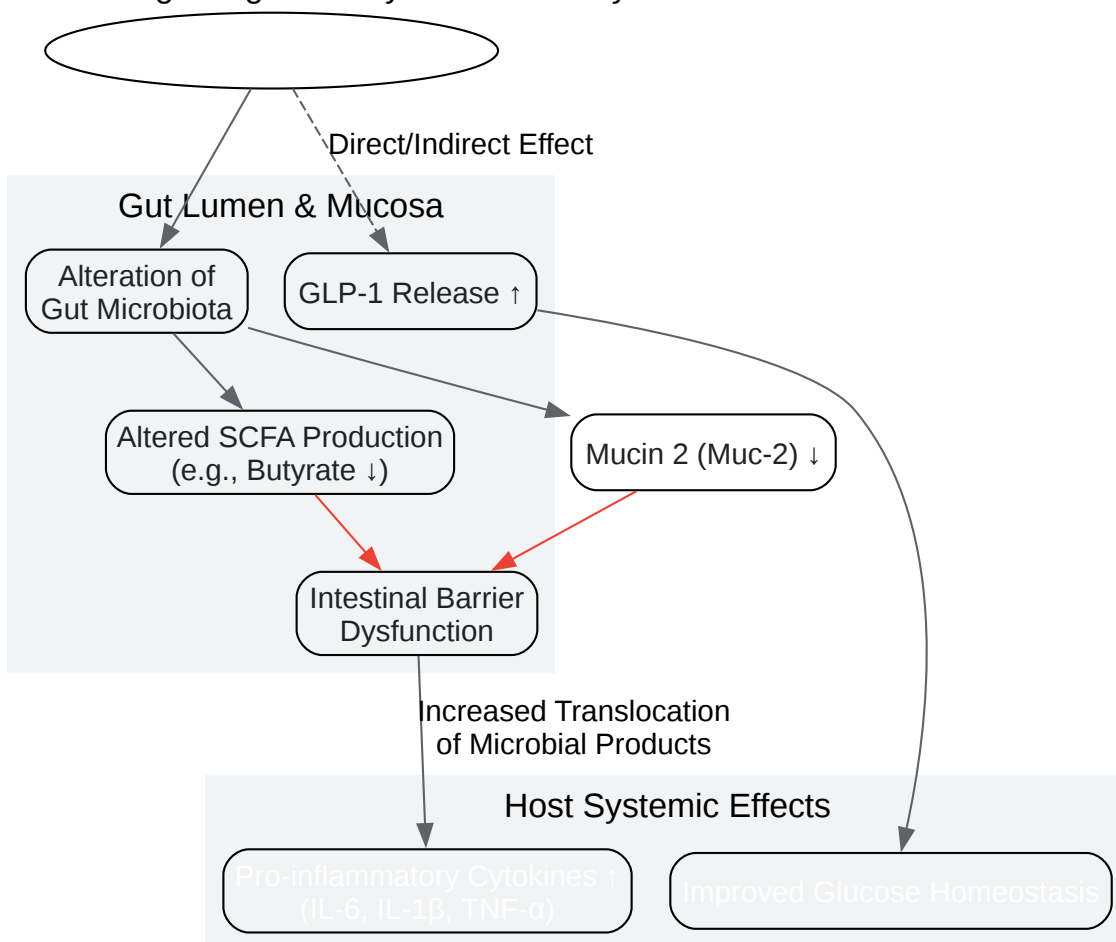 Direct/Indirect Effect
Gut Lumen & Mucosa
Alteration of
Gut Microbiota
GLP-1 Release ↑
Altered SCFA Production
(e.g., Butyrate ↓)
Mucin 2 (Muc-2) ↓
Intestinal Barrier
Dysfunction
Increased Translocation
of Microbial Products
Host Systemic Effects
Pro-inflammatory Cytokines ↑
(IL-6, IL-1β, TNF-α)
Improved Glucose Homeostasis